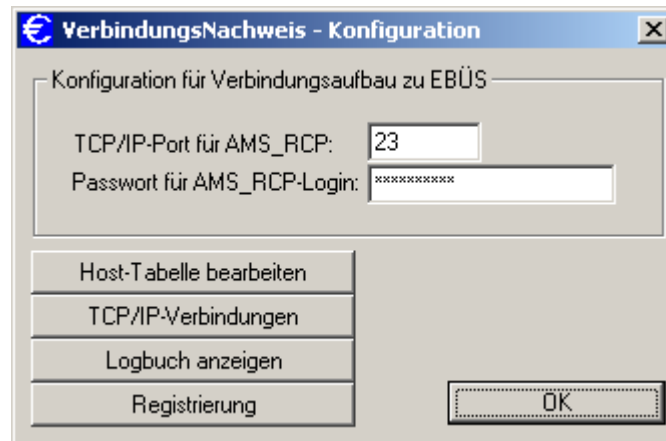 € VerbindungsNachweis - Konfiguration
Konfiguration für Verbindungsaufbau zu EBÜS
TCP/IP-Port für AMS_RCP: 23
Passwort für AMS_RCP-Login: **********
Host-Tabelle bearbeiten
TCP/IP-Verbindungen
Logbuch anzeigen
Registrierung
OK